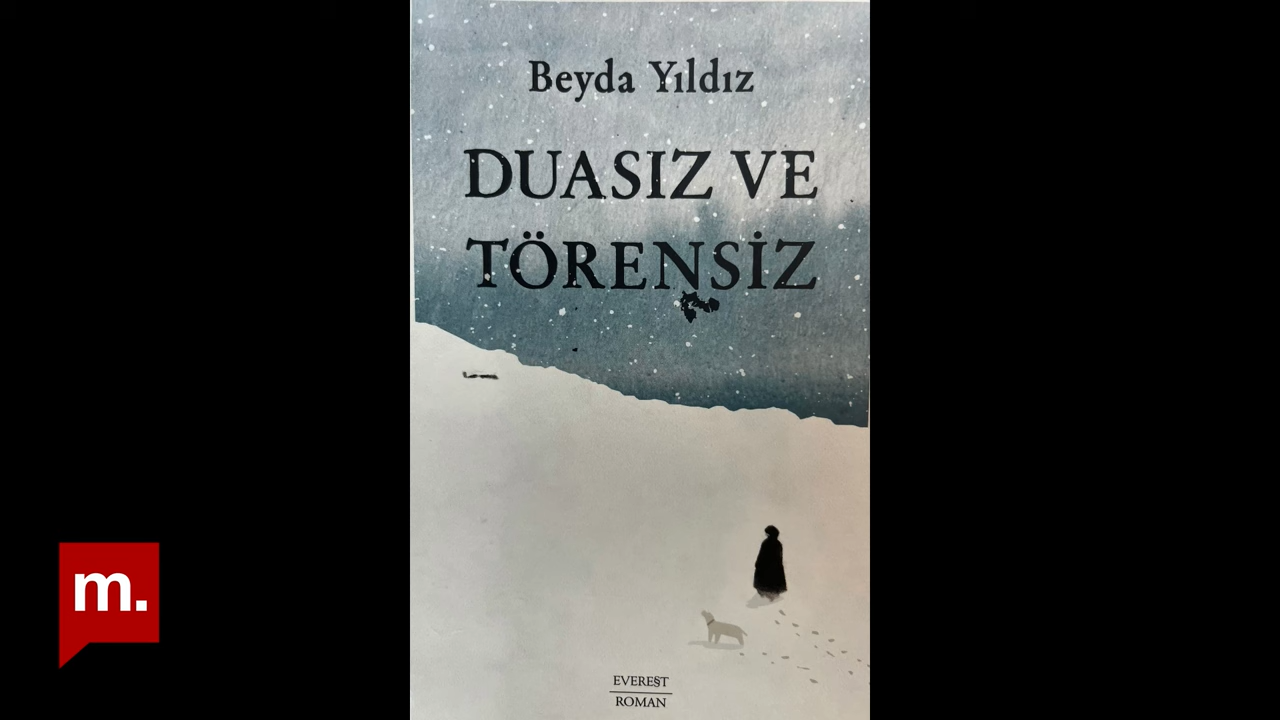 Beyda Yıldız
DUASIZ VE
TÖRENSİZ
m.
EVEREST
ROMAN